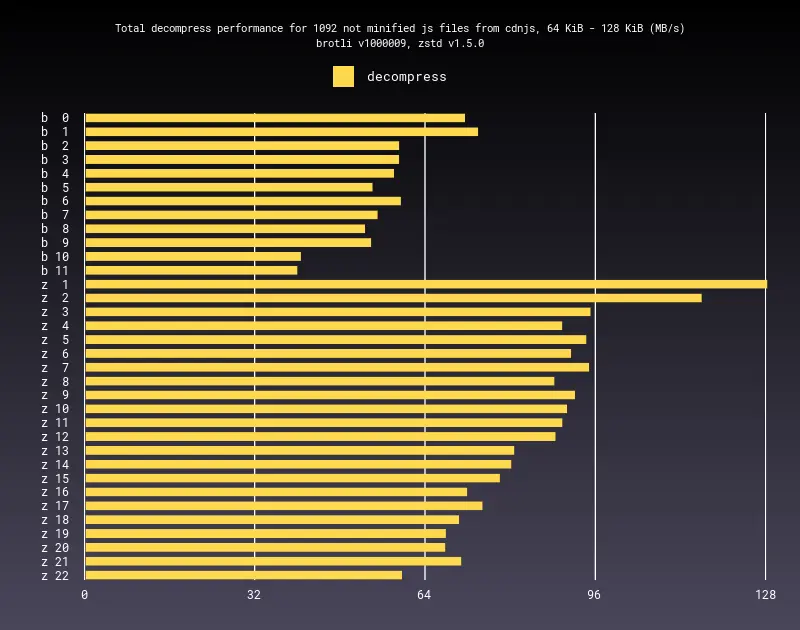 Total decompress performance for 1092 not minified js files from cdnjs, 64 KiB - 128 KiB (MB/s)
brotli v1000009, zstd v1.5.0
decompress
b 0
b 1
b 2
b 3
b 4
b 5
b 6
b 7
b 8
b 9
b 10
b 11
z 1
z 2
z 3
z 4
z 5
z 6
z 7
z 8
z 9
z 10
z 11
z 12
z 13
z 14
z 15
z 16
z 17
z 18
z 19
z 20
z 21
z 22
0 32 64 96 128